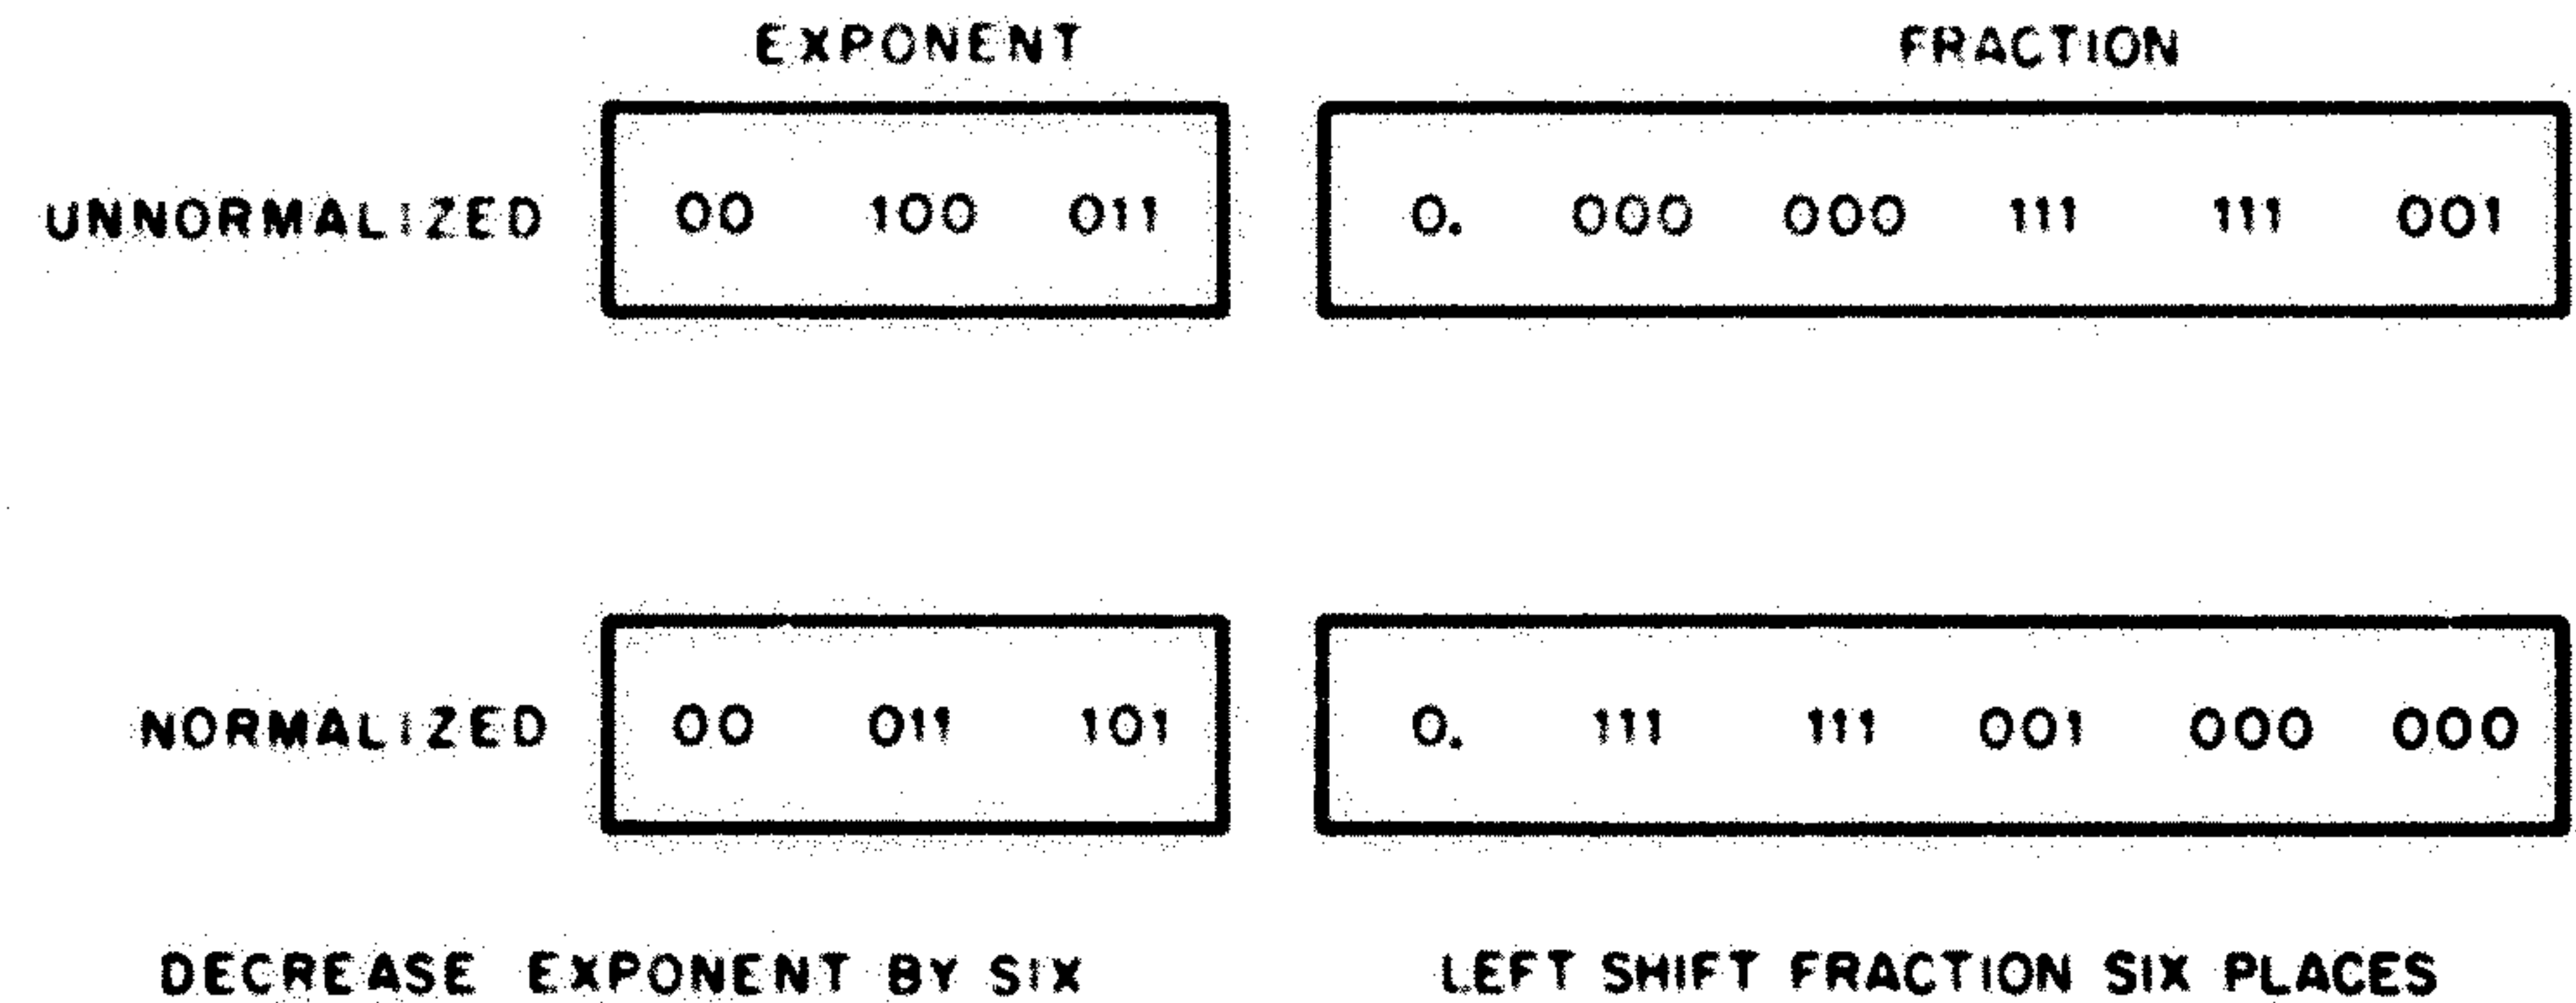 EXPONENT FRACTION
UNNORMALIZED 00 100 011 0. 000 000 111 111 001
NORMALIZED 00 011 101 0. 111 111 001 000 000
DECREASE EXPONENT BY SIX LEFT SHIFT FRACTION SIX PLACES